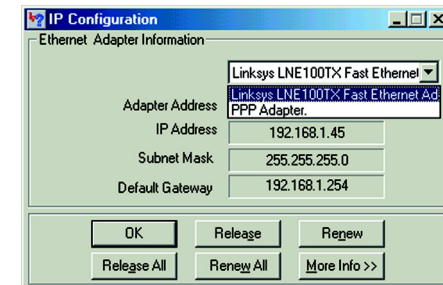 IP Configuration
Ethernet Adapter Information
Linksys LNE100TX Fast Ethernet
Linksys LNE100TX Fast Ethernet Ad
PPP Adapter.
Adapter Address
IP Address 192.168.1.45
Subnet Mask 255.255.255.0
Default Gateway 192.168.1.254
OK Release Renew
Release All Renew All More Info >>